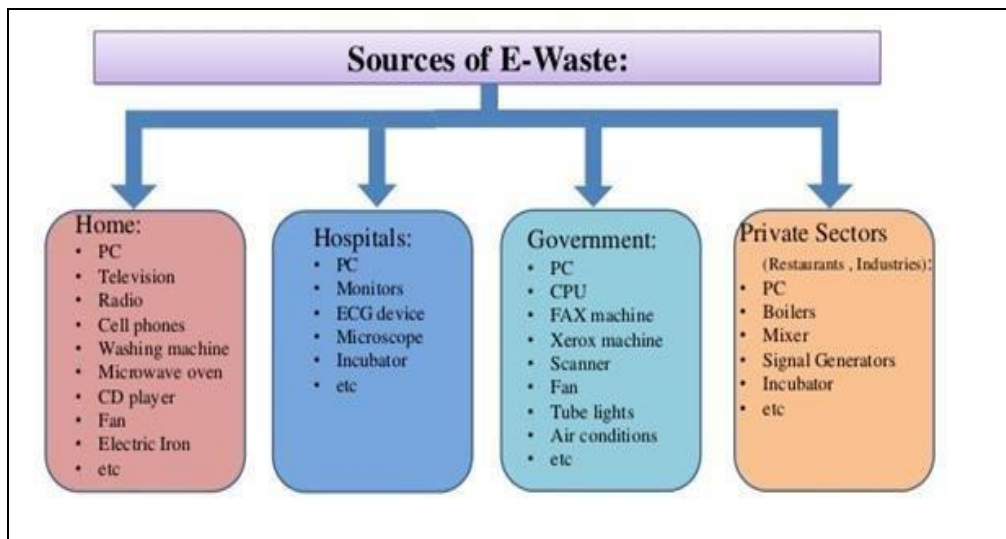 Sources of E-Waste:
Home:
• PC
• Television
• Radio
• Cell phones
• Washing machine
• Microwave oven
• CD player
• Fan
• Electric Iron
• etc
Hospitals:
• PC
• Monitors
• ECG device
• Microscope
• Incubator
• etc
Government:
• PC
• CPU
• FAX machine
• Xerox machine
• Scanner
• Fan
• Tube lights
• Air conditions
• etc
Private Sectors
(Restaurants , Industries):
• PC
• Boilers
• Mixer
• Signal Generators
• Incubator
• etc